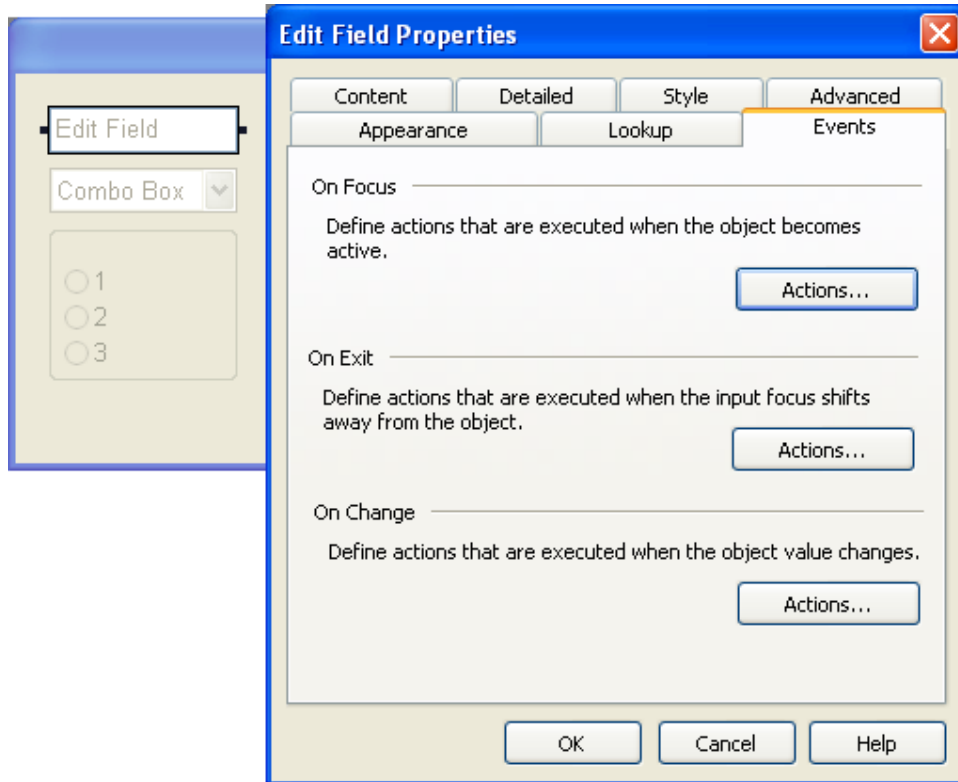 Edit Field
Combo Box
1
2
3
Edit Field Properties
Content Detailed Style Advanced
Appearance Lookup Events
On Focus
Define actions that are executed when the object becomes
active.
Actions...
On Exit
Define actions that are executed when the input focus shifts
away from the object.
Actions...
On Change
Define actions that are executed when the object value changes.
Actions...
OK Cancel Help